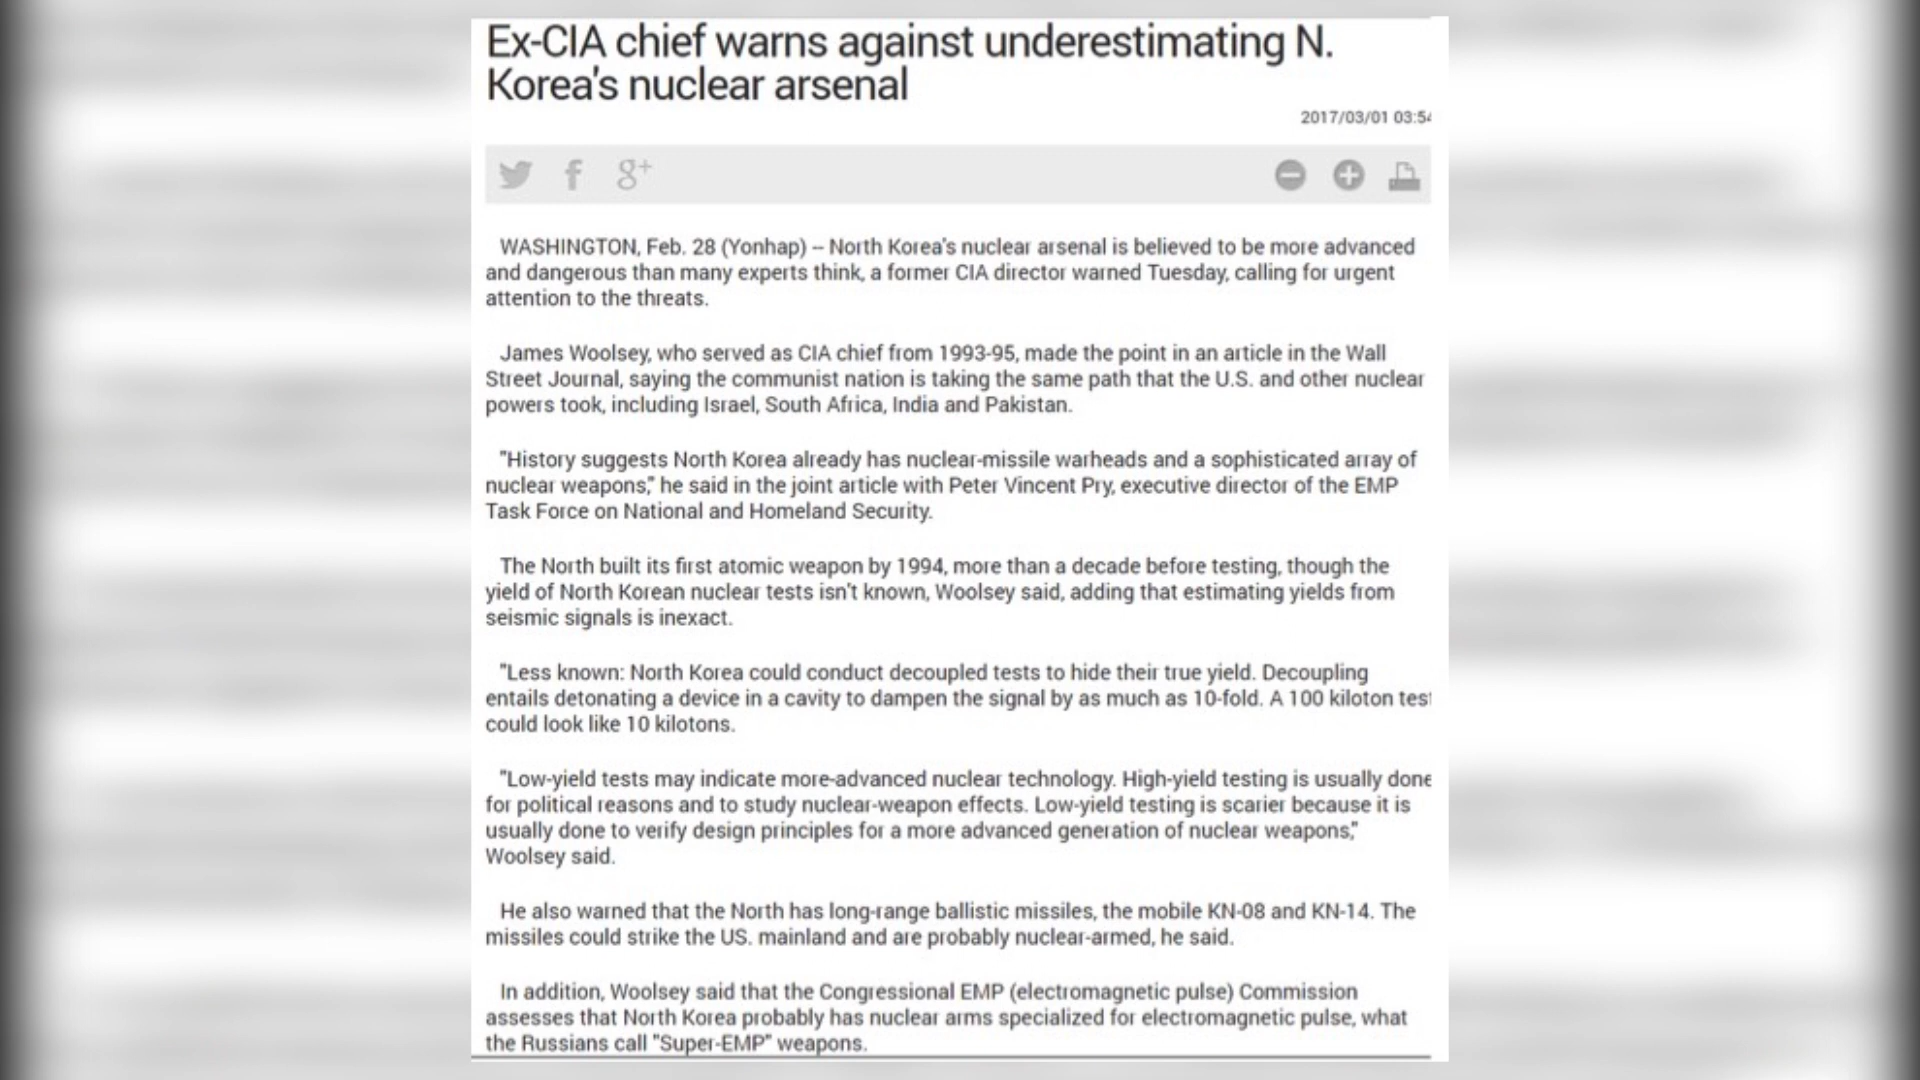 Ex-CIA chief warns against underestimating N.
Korea's nuclear arsenal
2017/03/01 03:54
WASHINGTON, Feb. 28 (Yonhap) -- North Korea's nuclear arsenal is believed to be more advanced
and dangerous than many experts think, a former CIA director warned Tuesday, calling for urgent
attention to the threats.
James Woolsey, who served as CIA chief from 1993-95, made the point in an article in the Wall
Street Journal, saying the communist nation is taking the same path that the U.S. and other nuclear
powers took, including Israel, South Africa, India and Pakistan.
"History suggests North Korea already has nuclear-missile warheads and a sophisticated array of
nuclear weapons," he said in the joint article with Peter Vincent Pry, executive director of the EMP
Task Force on National and Homeland Security.
The North built its first atomic weapon by 1994, more than a decade before testing, though the
yield of North Korean nuclear tests isn't known, Woolsey said, adding that estimating yields from
seismic signals is inexact.
"Less known: North Korea could conduct decoupled tests to hide their true yield. Decoupling
entails detonating a device in a cavity to dampen the signal by as much as 10-fold. A 100 kiloton test
could look like 10 kilotons.
"Low-yield tests may indicate more-advanced nuclear technology. High-yield testing is usually done
for political reasons and to study nuclear-weapon effects. Low-yield testing is scarier because it is
usually done to verify design principles for a more advanced generation of nuclear weapons,"
Woolsey said.
He also warned that the North has long-range ballistic missiles, the mobile KN-08 and KN-14. The
missiles could strike the US. mainland and are probably nuclear-armed, he said.
In addition, Woolsey said that the Congressional EMP (electromagnetic pulse) Commission
assesses that North Korea probably has nuclear arms specialized for electromagnetic pulse, what
the Russians call "Super-EMP" weapons.